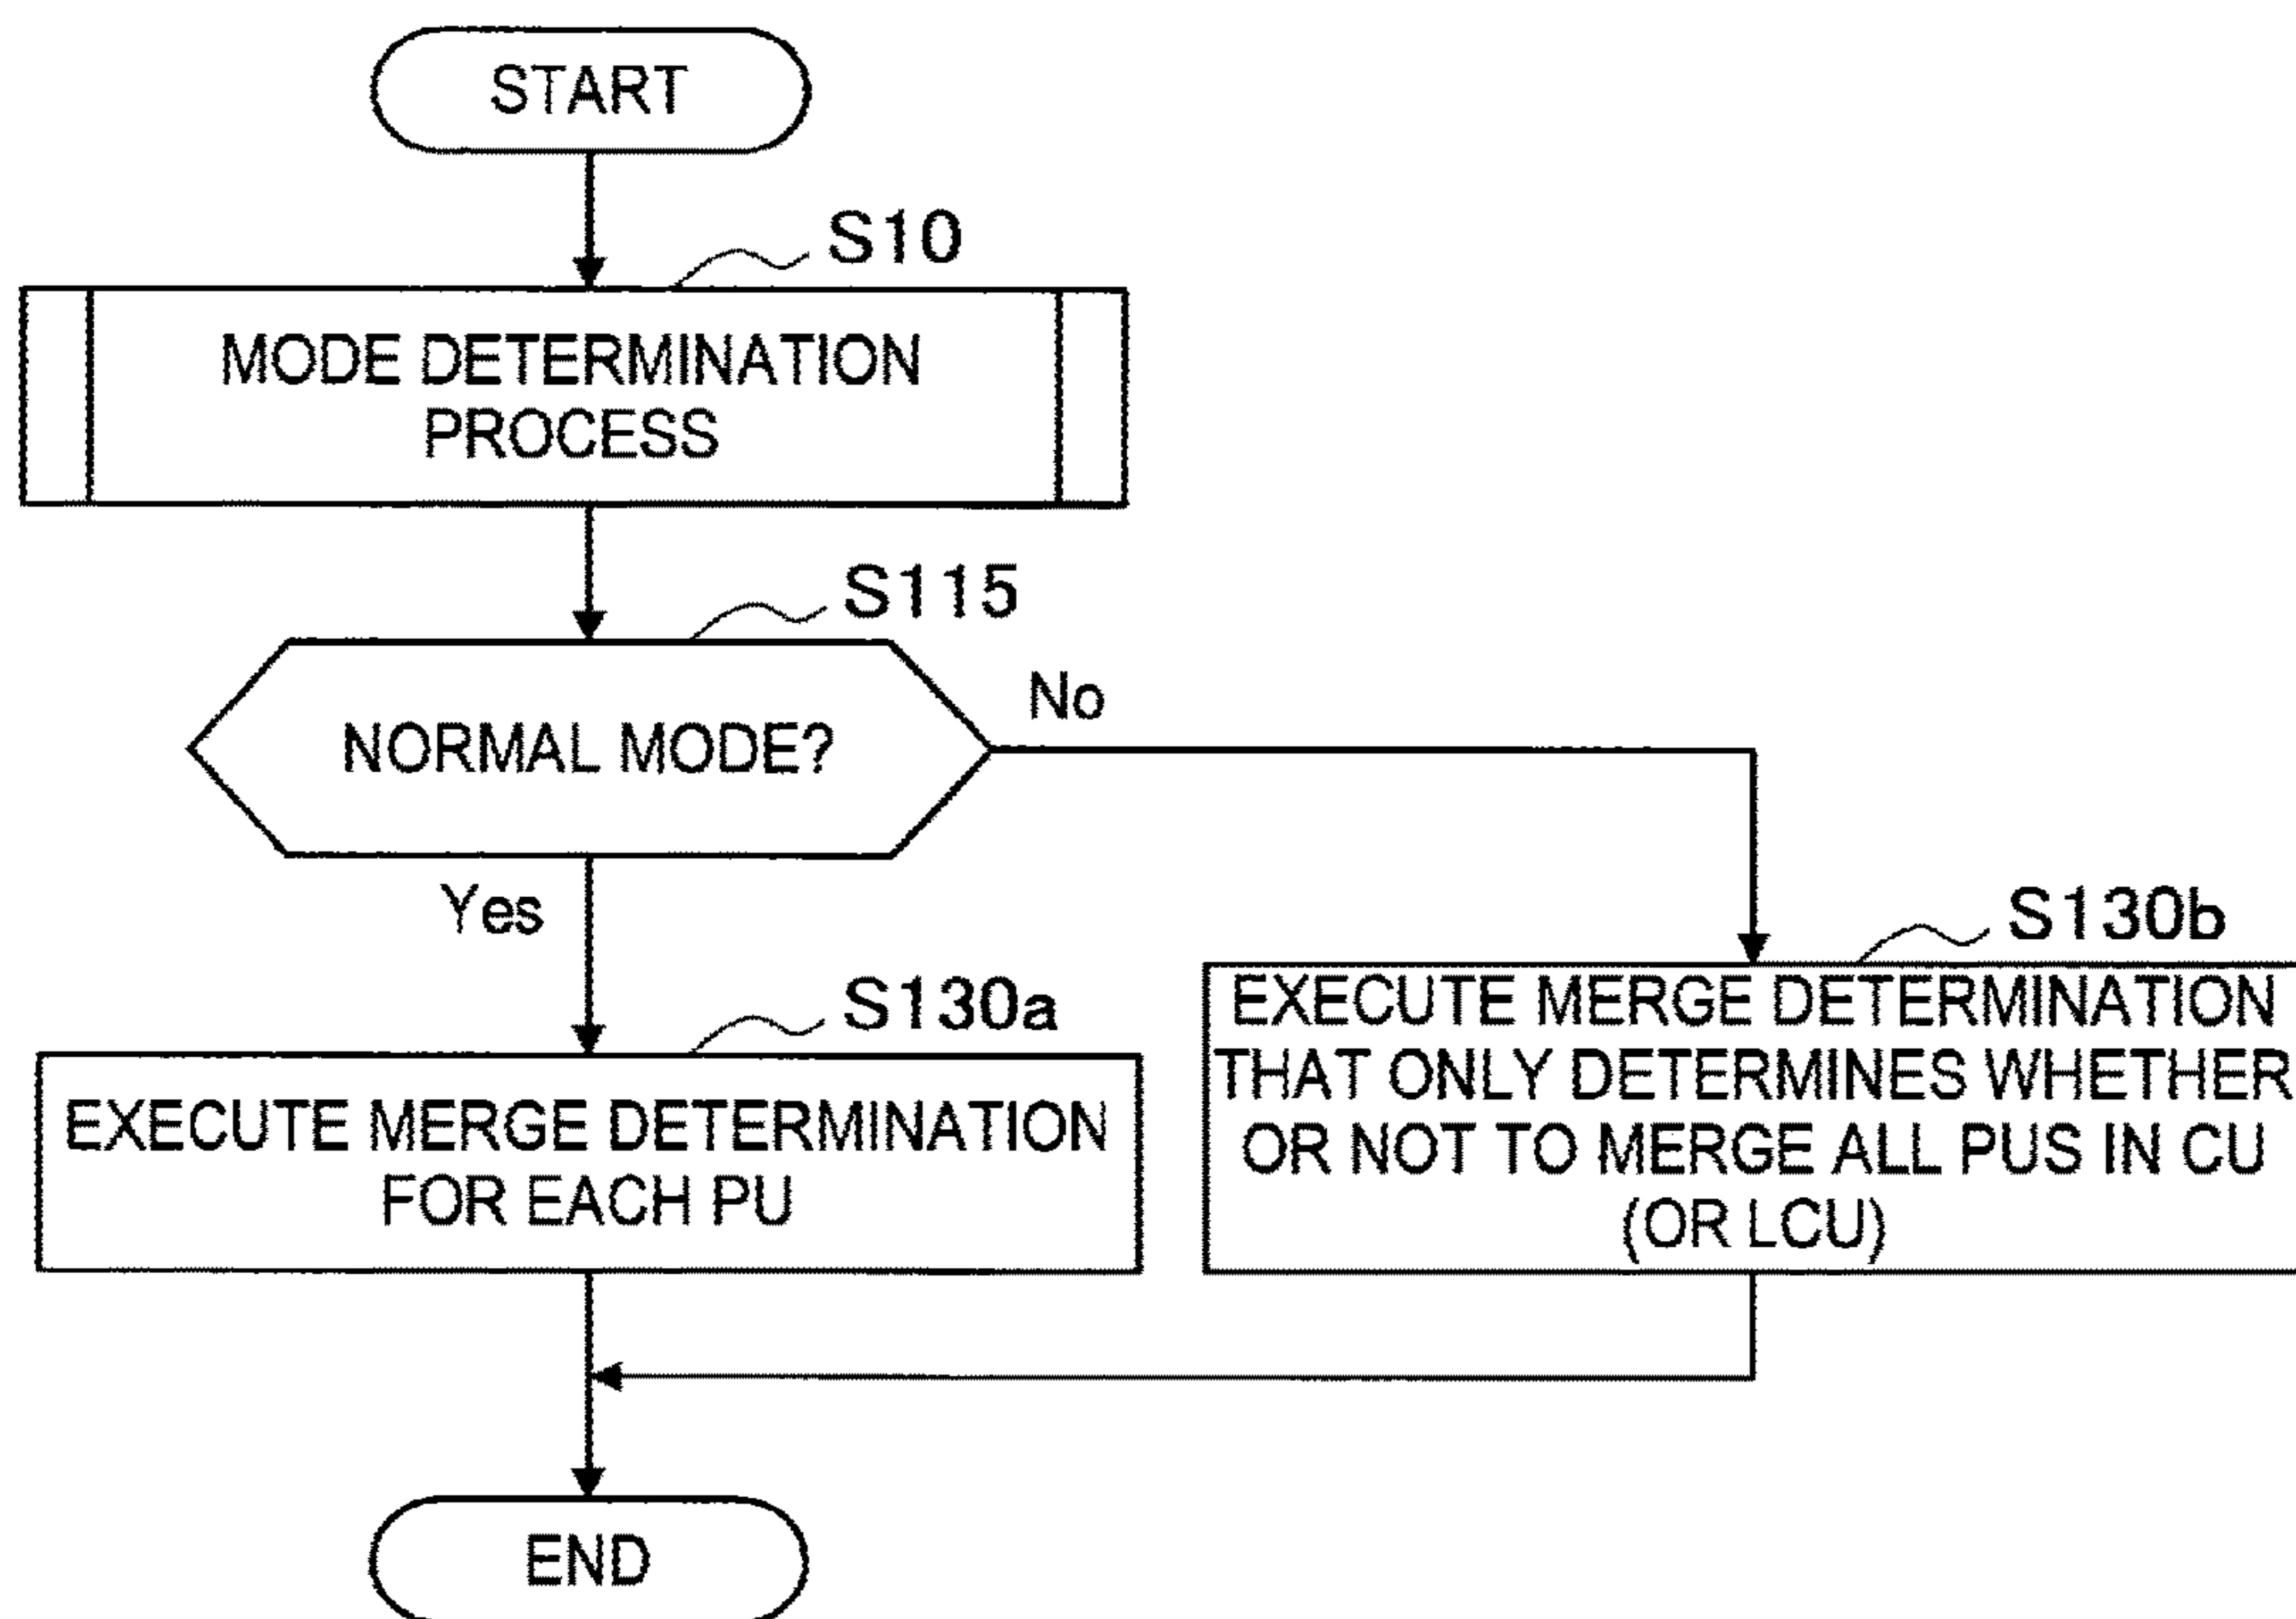 START
S10
MODE DETERMINATION
PROCESS
S115
NORMAL MODE?
No
Yes
S130a
EXECUTE MERGE DETERMINATION
FOR EACH PU
S130b
EXECUTE MERGE DETERMINATION
THAT ONLY DETERMINES WHETHER
OR NOT TO MERGE ALL PUS IN CU
(OR LCU)
END